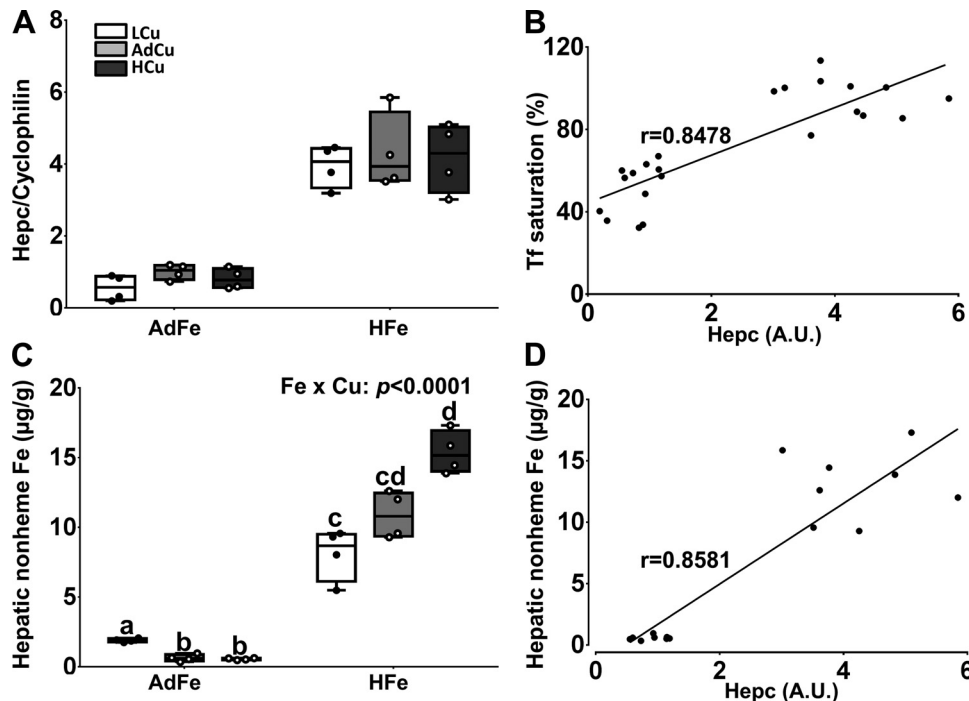 A
Hepc/Cyclophilin
8
6
4
2
0
LCu
AdCu
HCu
AdFe
HFe
B
Tf saturation (%)
120
80
40
0
r=0.8478
0
2
4
6
Hepc (A.U.)
C
Hepatic nonheme Fe (µg/g)
20
15
10
5
0
Fe x Cu: p<0.0001
a
b
b
c
cd
d
AdFe
HFe
D
Hepatic nonheme Fe (µg/g)
20
15
10
5
0
r=0.8581
0
2
4
6
Hepc (A.U.)